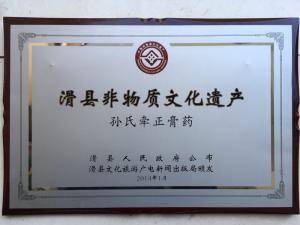 滑县非物质文化遗产
孙氏牵正膏药
滑县人民政府公布
滑县文化旅游广电新闻出版局颁发
2014年1月